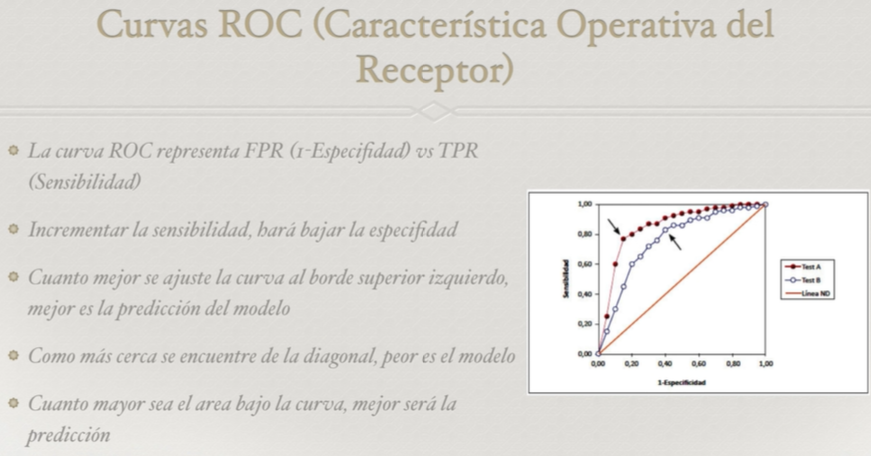 Curvas ROC (Característica Operativa del
Receptor)
La curva ROC representa FPR (1-Especifidad) vs TPR
(Sensibilidad)
Incrementar la sensibilidad, hará bajar la especifidad
Cuanto mejor se ajuste la curva al borde superior izquierdo,
mejor es la predicción del modelo
Como más cerca se encuentre de la diagonal, peor es el modelo
Cuanto mayor sea el area bajo la curva, mejor será la
predicción
1,00
0,80
0,60
0,40
0,20
0,00
Sensibilidad
0,00 0,20 0,40 0,60 0,80 1,00
1-Especificidad
Test A
Test B
Línea ND